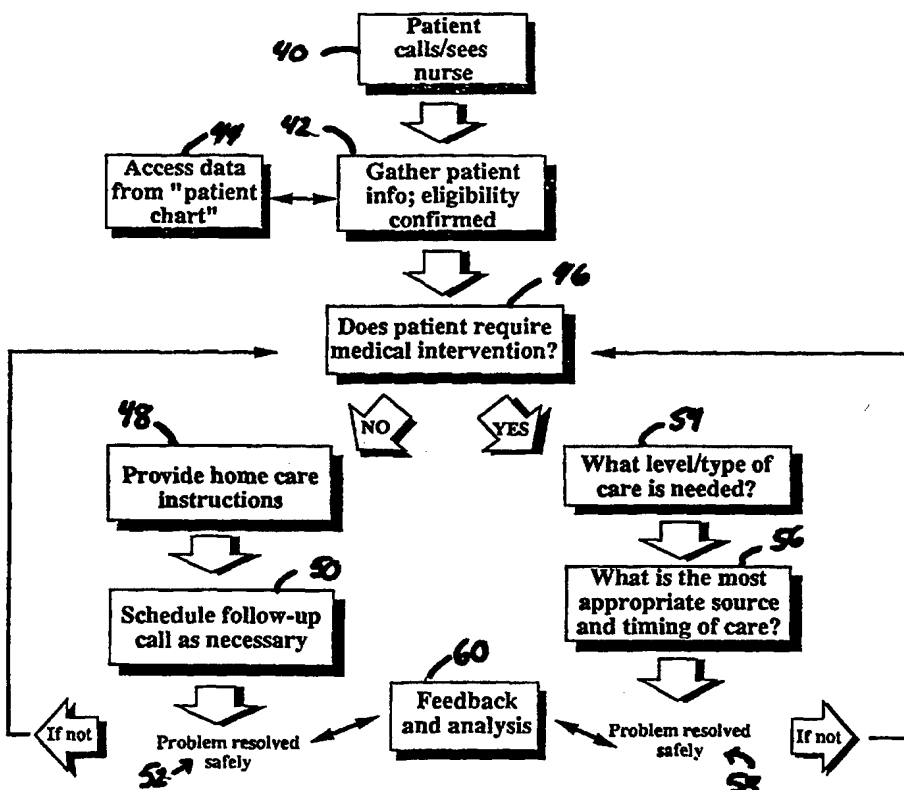 40
Patient
calls/sees
nurse
44
42
Access data
from "patient
chart"
Gather patient
info; eligibility
confirmed
46
Does patient require
medical intervention?
NO
YES
48
Provide home care
instructions
54
What level/type of
care is needed?
50
Schedule follow-up
call as necessary
56
What is the most
appropriate source
and timing of care?
60
Feedback
and analysis
If not
Problem resolved
safely
52
Problem resolved
safely
If not